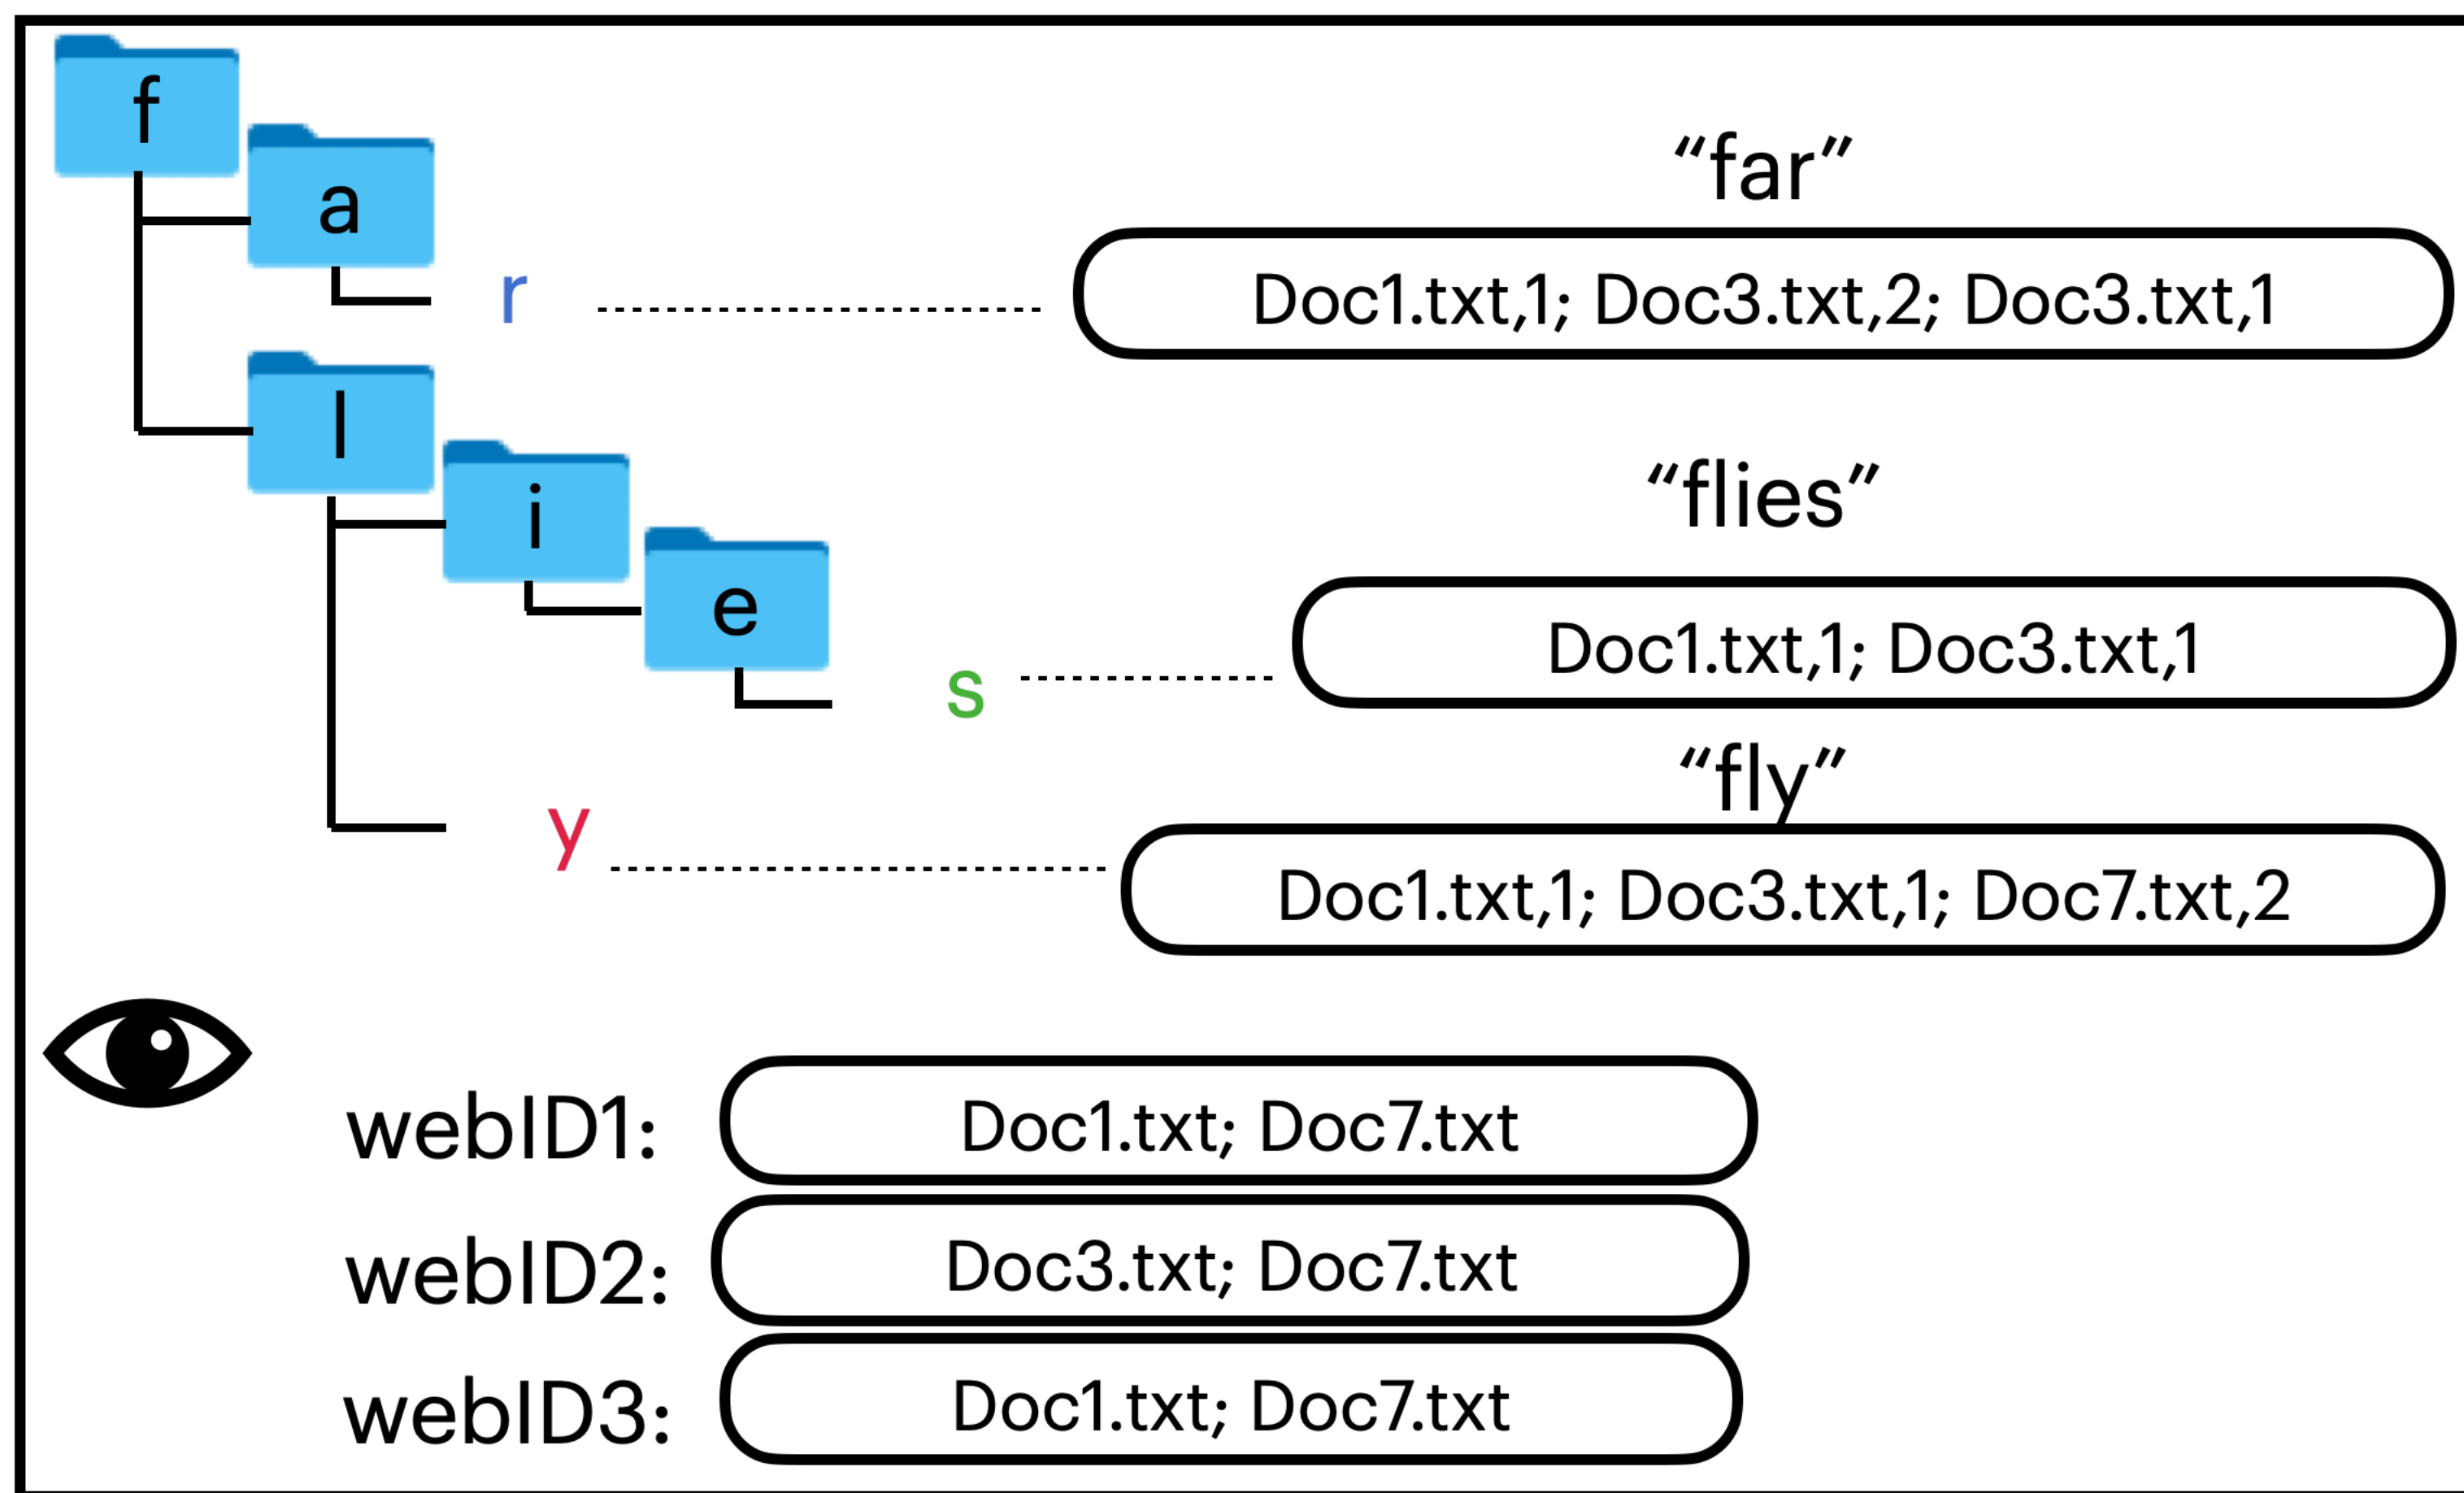 f
a
“far”
r
Doc1.txt,1; Doc3.txt,2; Doc3.txt,1
l
i
“flies”
e
s
Doc1.txt,1; Doc3.txt,1
“fly”
y
Doc1.txt,1; Doc3.txt,1; Doc7.txt,2
webID1: Doc1.txt; Doc7.txt
webID2: Doc3.txt; Doc7.txt
webID3: Doc1.txt; Doc7.txt